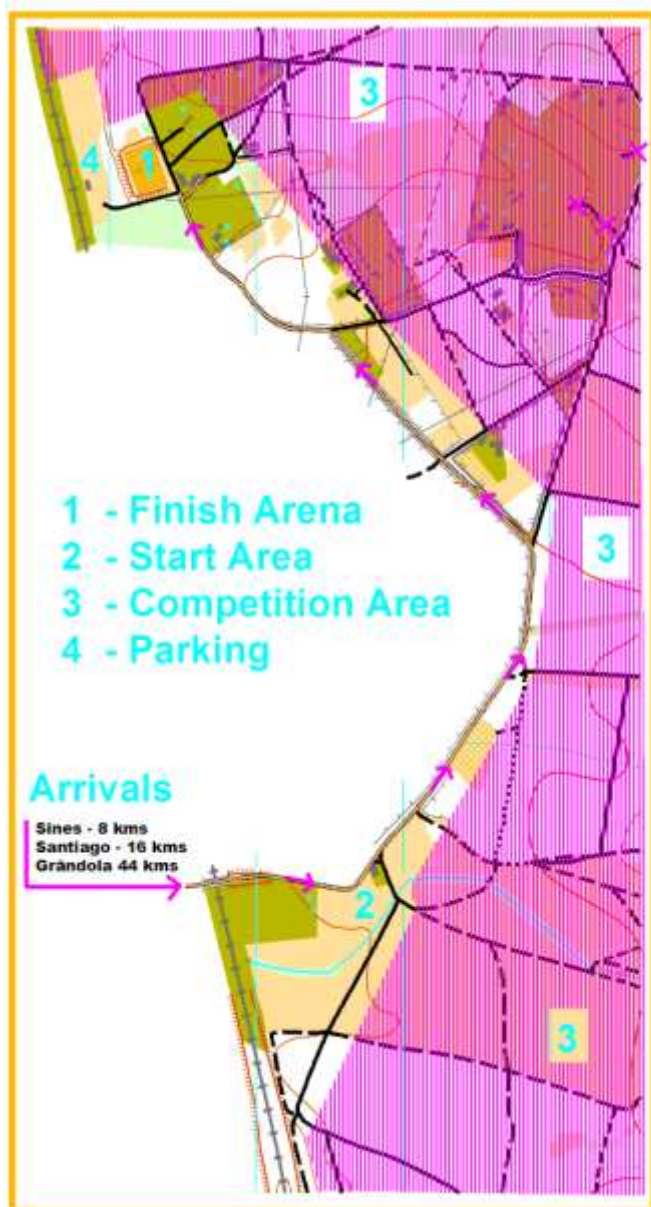 3
4 1
1 - Finish Arena
2 - Start Area
3 - Competition Area
4 - Parking
3
Arrivals
Sines - 8 kms
Santiago - 16 kms
Grândola 44 kms
2
3